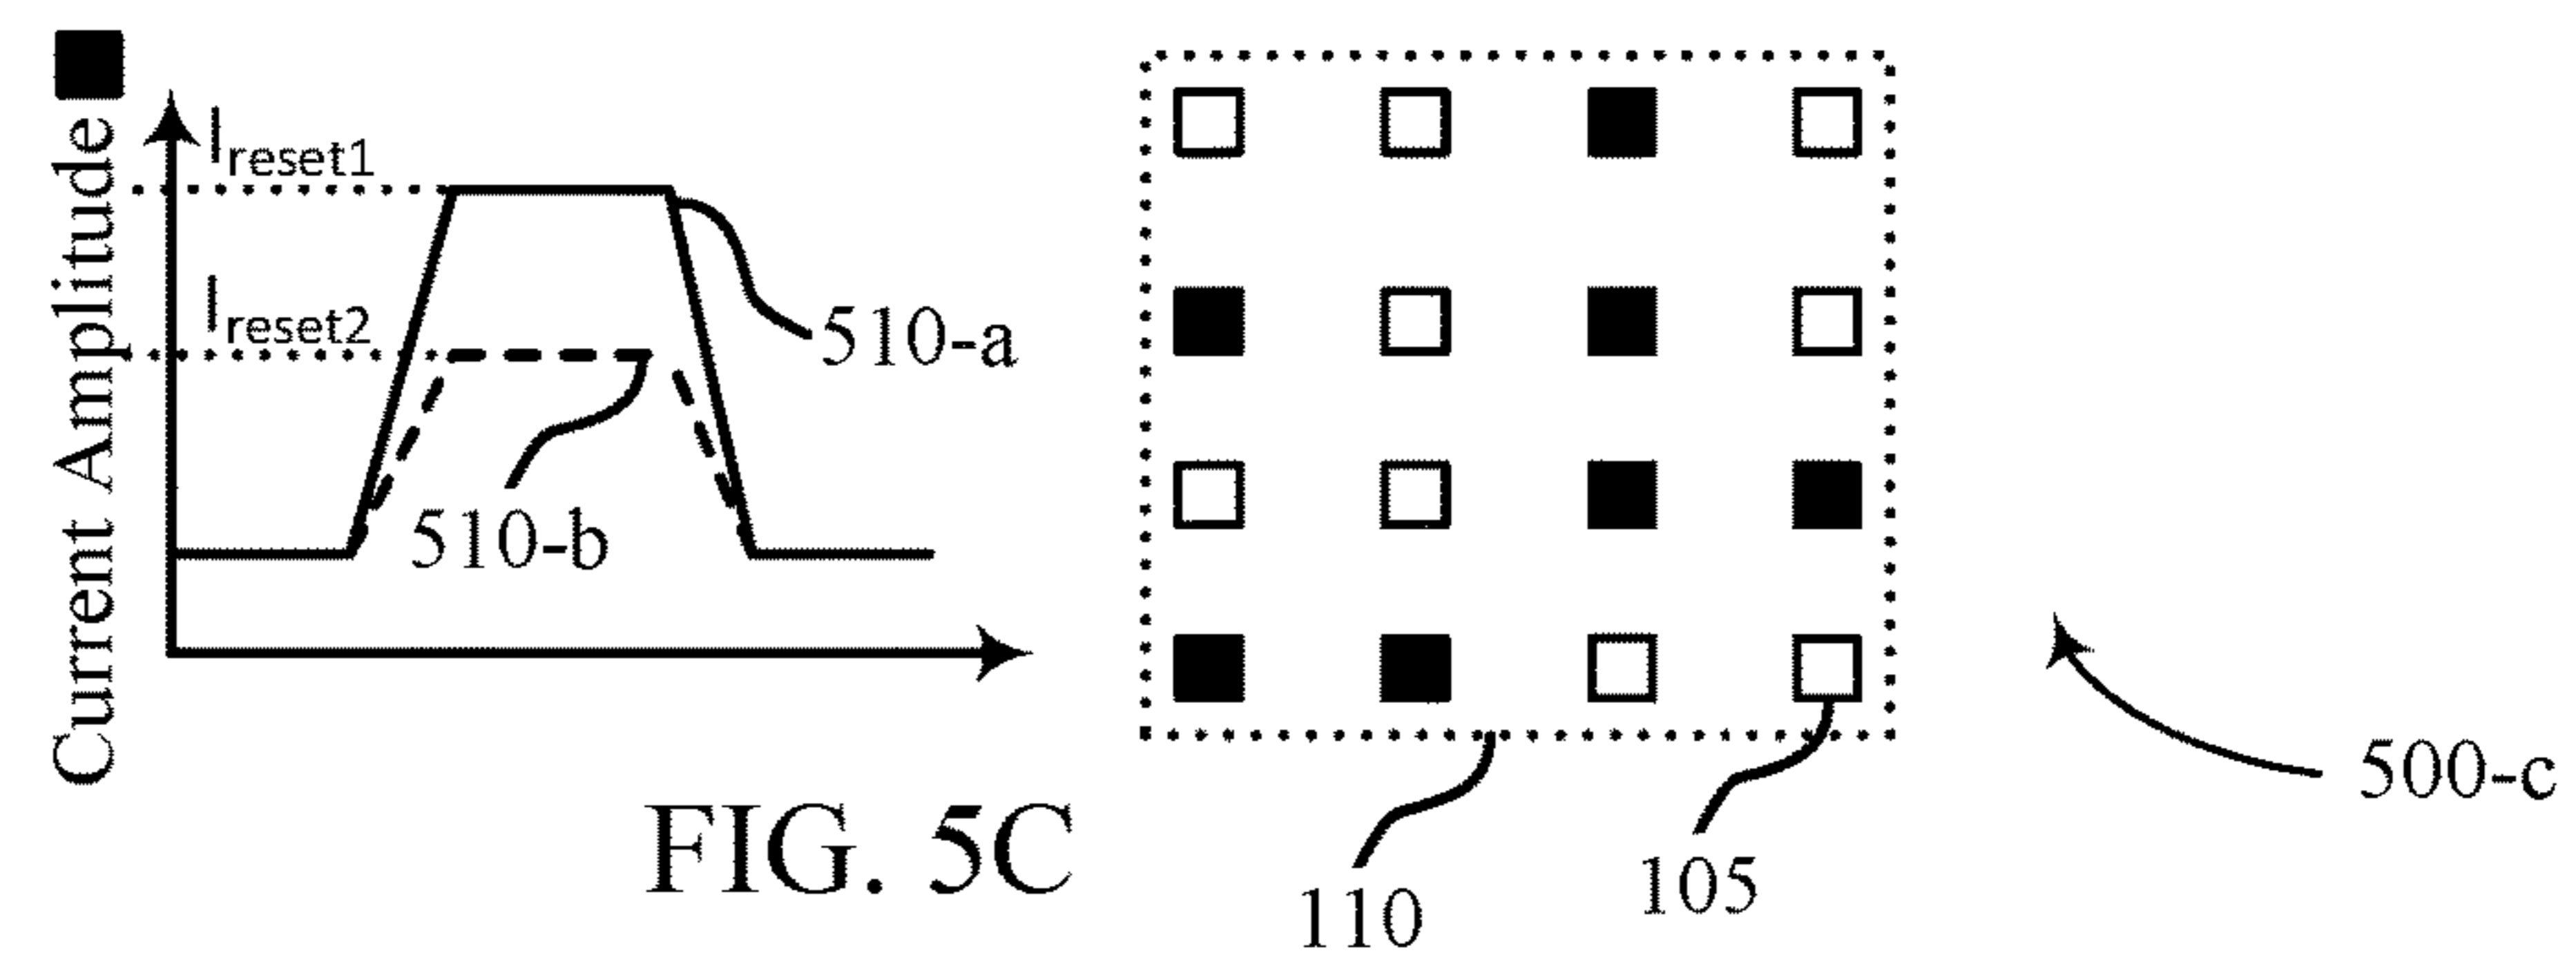 Current Amplitude
Ireset1
Ireset2
510-a
510-b
110
105
500-c
FIG. 5C